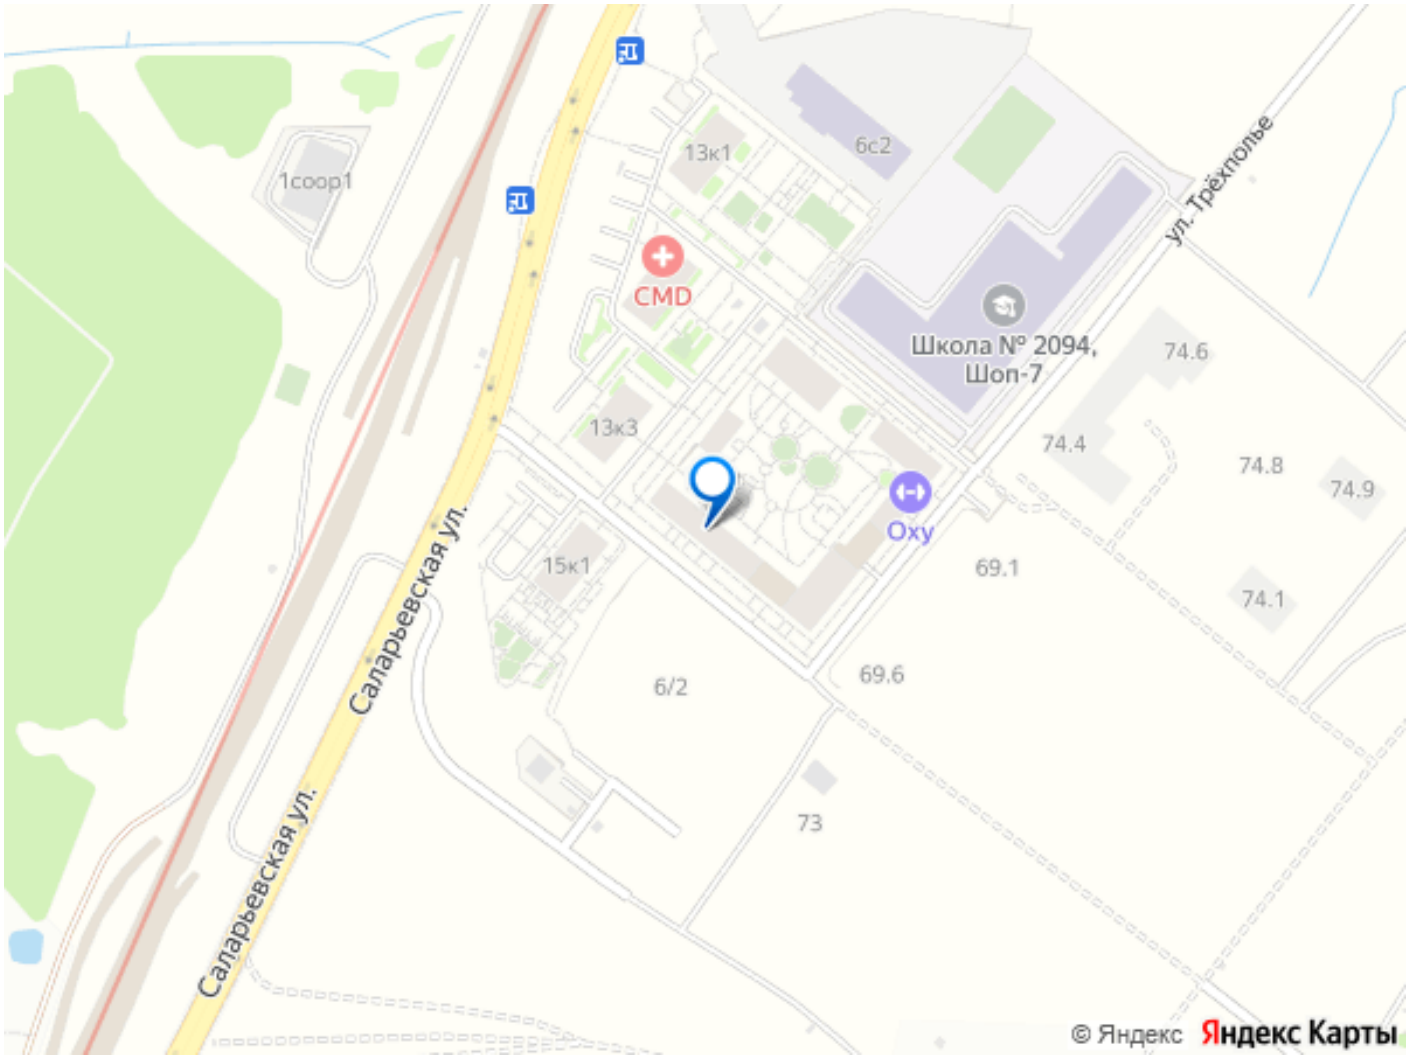 13к1
6с2
1соор1
ул. Трёхполье
CMD
Школа № 2094,
Шоп-7
74.6
13к3
74.4
74.8
74.9
Oxy
Саларьевская ул.
15к1
69.1
74.1
6/2
69.6
73
Саларьевская ул.
© Яндекс Яндекс Карты